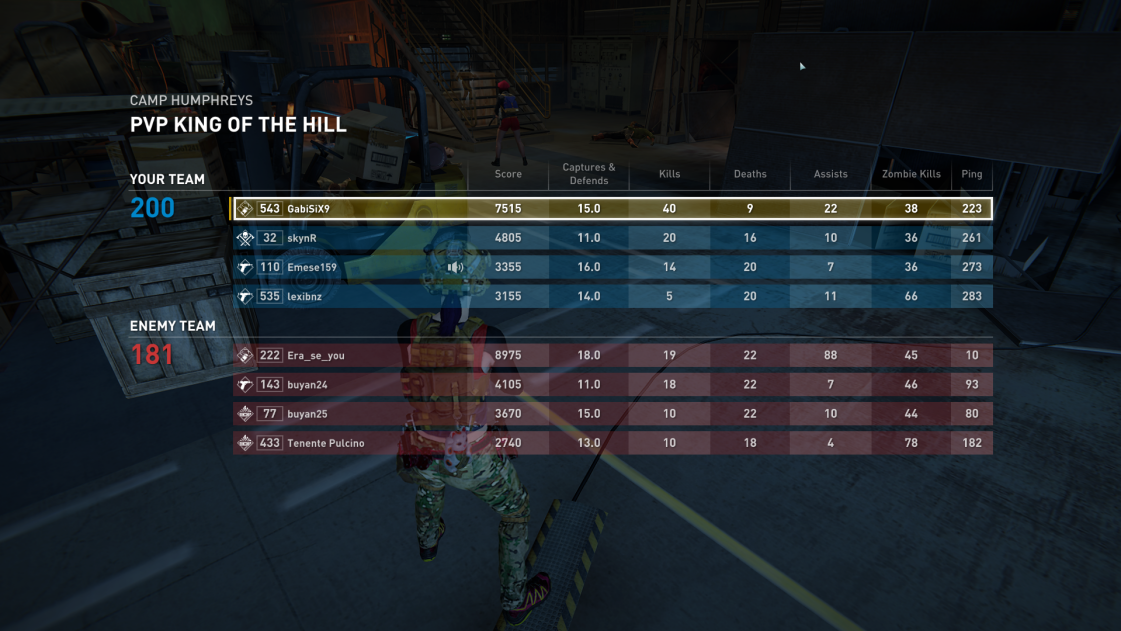 CAMP HUMPHREYS
PVP KING OF THE HILL
Score Captures & Defends Kills Deaths Assists Zombie Kills Ping
YOUR TEAM
200
543 GabiSiX9 7515 15.0 40 9 22 38 223
32 skynR 4805 11.0 20 16 10 36 261
110 Emese159 3355 16.0 14 20 7 36 273
535 lexibnz 3155 14.0 5 20 11 66 283
ENEMY TEAM
181
222 Era_se_you 8975 18.0 19 22 88 45 10
143 buyan24 4105 11.0 18 22 7 46 93
77 buyan25 3670 15.0 10 22 10 44 80
433 Tenente Pulcino 2740 13.0 10 18 4 78 182